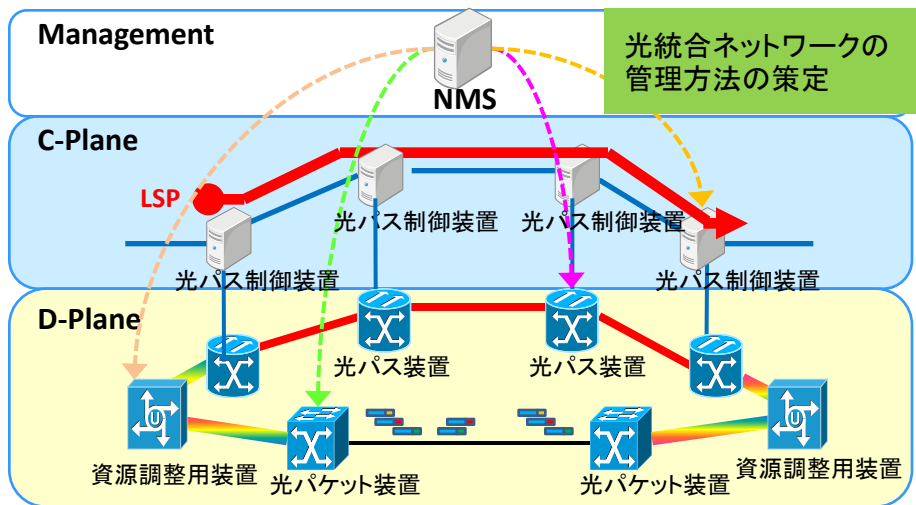 Management
光統合ネットワークの
管理方法の策定
NMS
C-Plane
LSP
光パス制御装置
光パス制御装置
光パス制御装置
光パス制御装置
D-Plane
光パス装置
光パス装置
U
U
資源調整用装置
光パケット装置
光パケット装置
資源調整用装置